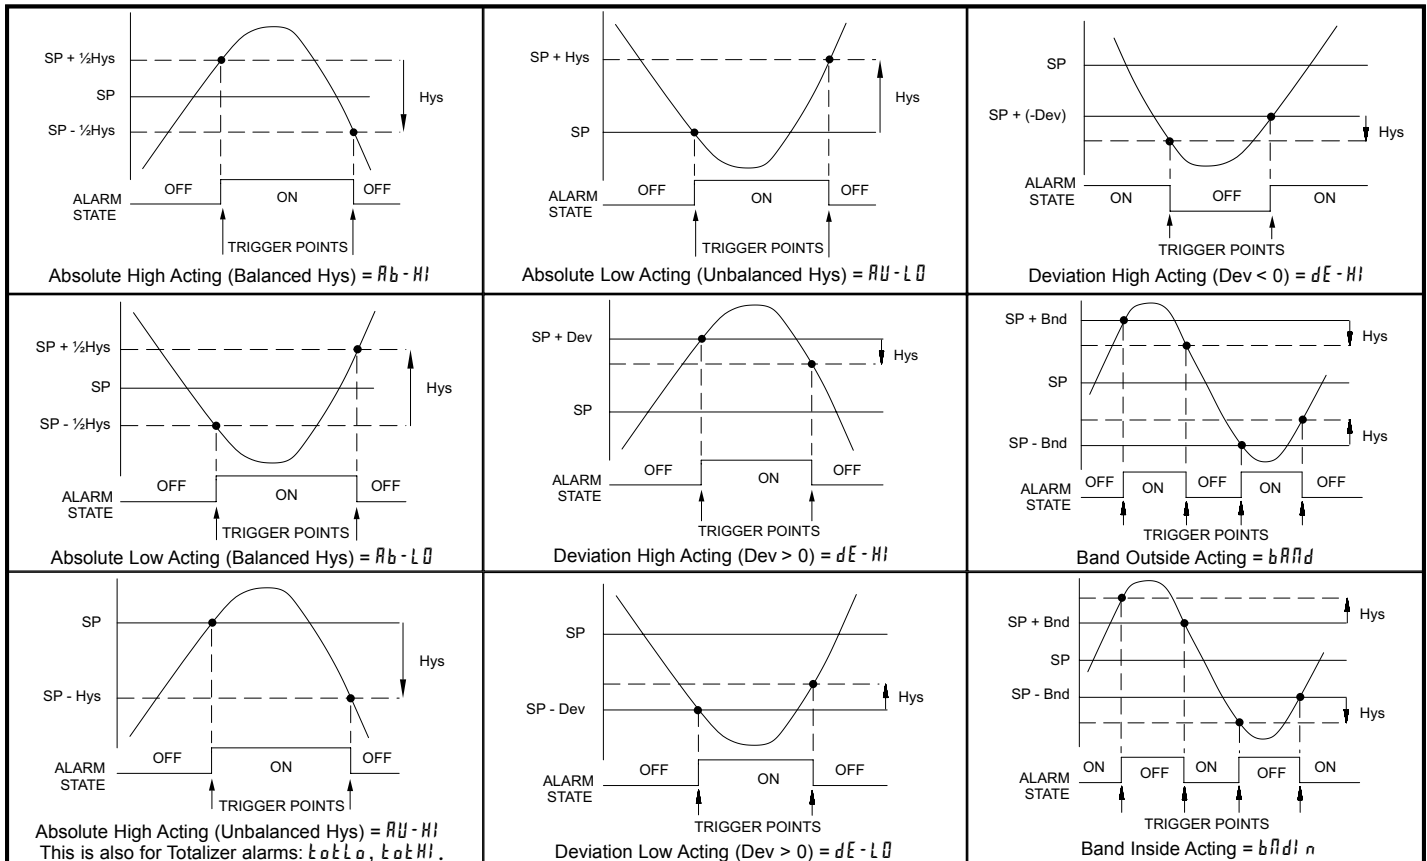 SP + ½Hys
SP
SP - ½Hys
Hys
OFF
ON
OFF
ALARM
STATE
TRIGGER POINTS
Absolute High Acting (Balanced Hys) = Ab-HI
SP + Hys
SP
Hys
OFF
ON
OFF
ALARM
STATE
TRIGGER POINTS
Absolute Low Acting (Unbalanced Hys) = AU-LO
SP
SP + (-Dev)
Hys
ON
OFF
ON
ALARM
STATE
TRIGGER POINTS
Deviation High Acting (Dev < 0) = dE-HI
SP + ½Hys
SP
SP - ½Hys
Hys
OFF
ON
OFF
ALARM
STATE
TRIGGER POINTS
Absolute Low Acting (Balanced Hys) = Ab-LO
SP + Dev
SP
Hys
OFF
ON
OFF
ALARM
STATE
TRIGGER POINTS
Deviation High Acting (Dev > 0) = dE-HI
SP + Bnd
Hys
SP
Hys
SP - Bnd
OFF
ON
OFF
ON
OFF
ALARM
STATE
TRIGGER POINTS
Band Outside Acting = bANd
SP
SP - Hys
Hys
OFF
ON
OFF
ALARM
STATE
TRIGGER POINTS
Absolute High Acting (Unbalanced Hys) = AU-HI
This is also for Totalizer alarms: totLo, totHI.
SP
SP - Dev
Hys
OFF
ON
OFF
ALARM
STATE
TRIGGER POINTS
Deviation Low Acting (Dev > 0) = dE-LO
Hys
SP + Bnd
SP
SP - Bnd
Hys
ON
OFF
ON
OFF
ON
ALARM
STATE
TRIGGER POINTS
Band Inside Acting = bNdIn